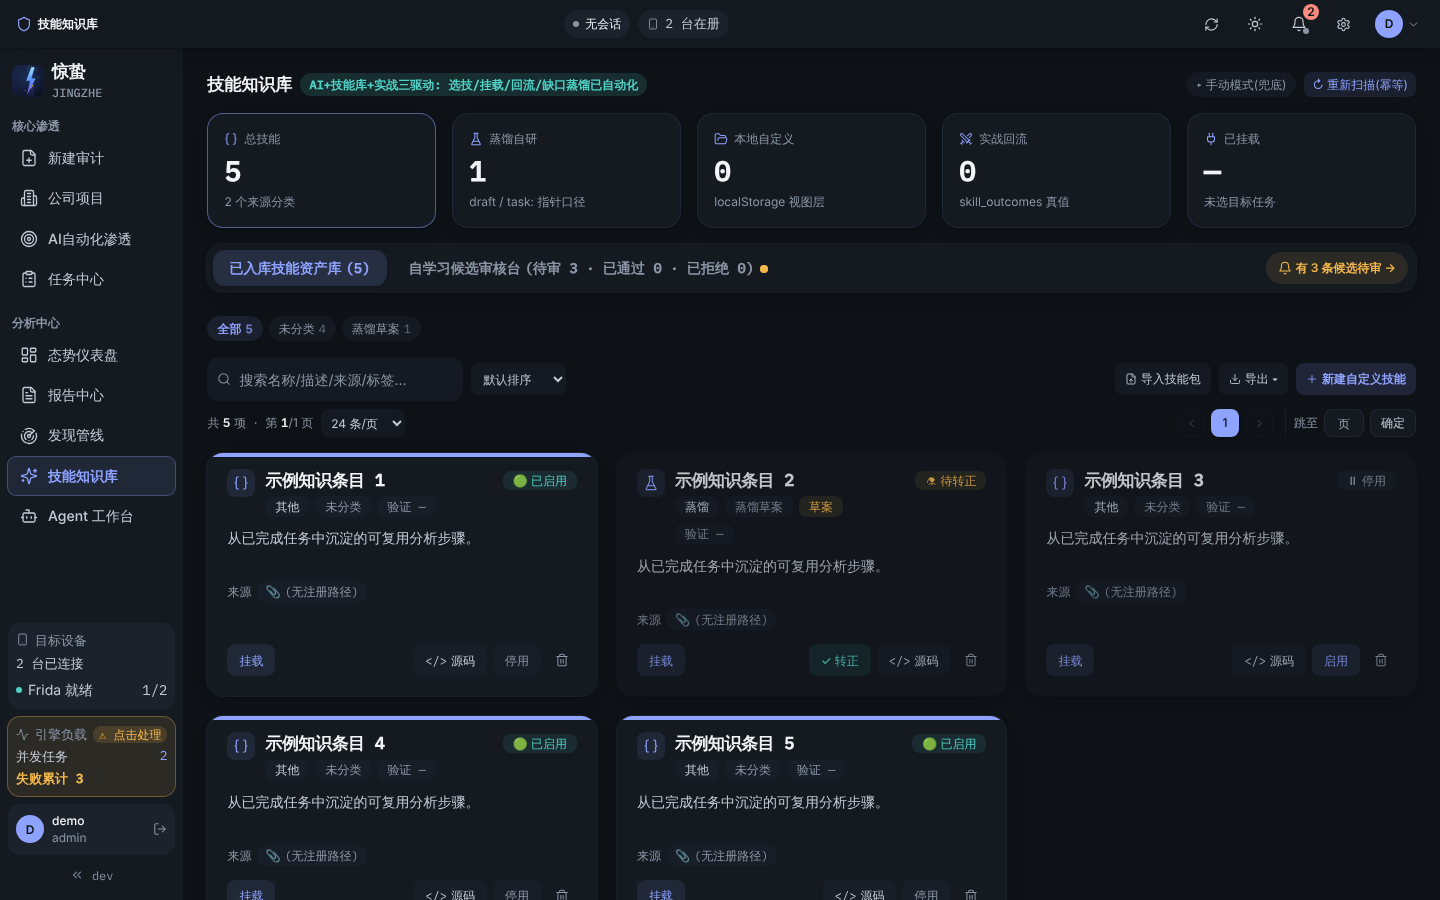 技能知识库
无会话
2 台在册
2
D
惊蛰
JINGZHE
核心渗透
新建审计
公司项目
AI自动化渗透
任务中心
分析中心
态势仪表盘
报告中心
发现管线
技能知识库
Agent 工作台
目标设备
2 台已连接
Frida 就绪 1/2
引擎负载 点击处理
并发任务 2
失败累计 3
D
demo
admin
dev
技能知识库 AI+技能库+实战三驱动: 选技/挂载/回流/缺口蒸馏已自动化
手动模式(兜底) 重新扫描(幂等)
总技能
5
2 个来源分类
蒸馏自研
1
draft / task: 指针口径
本地自定义
0
localStorage 视图层
实战回流
0
skill_outcomes 真值
已挂载
—
未选目标任务
已入库技能资产库 (5)
自学习候选审核台 (待审 3 · 已通过 0 · 已拒绝 0)
有 3 条候选待审 →
全部 5 未分类 4 蒸馏草案 1
搜索名称/描述/来源/标签...
默认排序
导入技能包 导出 + 新建自定义技能
共 5 项 · 第 1/1 页 24 条/页
1 跳至 页 确定
示例知识条目 1 已启用
其他 未分类 验证 —
从已完成任务中沉淀的可复用分析步骤。
来源 (无注册路径)
挂载 </> 源码 停用
示例知识条目 2 待转正
蒸馏 蒸馏草案 草案
验证 —
从已完成任务中沉淀的可复用分析步骤。
来源 (无注册路径)
挂载 ✓ 转正 </> 源码
示例知识条目 3 停用
其他 未分类 验证 —
从已完成任务中沉淀的可复用分析步骤。
来源 (无注册路径)
挂载 </> 源码 启用
示例知识条目 4 已启用
其他 未分类 验证 —
从已完成任务中沉淀的可复用分析步骤。
来源 (无注册路径)
挂载 </> 源码 停用
示例知识条目 5 已启用
其他 未分类 验证 —
从已完成任务中沉淀的可复用分析步骤。
来源 (无注册路径)
挂载 </> 源码 停用